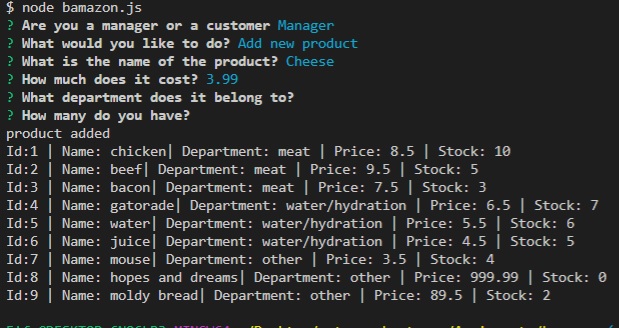 $ node bamazon.js
? Are you a manager or a customer Manager
? What would you like to do? Add new product
? What is the name of the product? Cheese
? How much does it cost? 3.99
? What department does it belong to?
? How many do you have?
product added
Id:1 | Name: chicken| Department: meat | Price: 8.5 | Stock: 10
Id:2 | Name: beef| Department: meat | Price: 9.5 | Stock: 5
Id:3 | Name: bacon| Department: meat | Price: 7.5 | Stock: 3
Id:4 | Name: gatorade| Department: water/hydration | Price: 6.5 | Stock: 7
Id:5 | Name: water| Department: water/hydration | Price: 5.5 | Stock: 6
Id:6 | Name: juice| Department: water/hydration | Price: 4.5 | Stock: 5
Id:7 | Name: mouse| Department: other | Price: 3.5 | Stock: 4
Id:8 | Name: hopes and dreams| Department: other | Price: 999.99 | Stock: 0
Id:9 | Name: moldy bread| Department: other | Price: 89.5 | Stock: 2